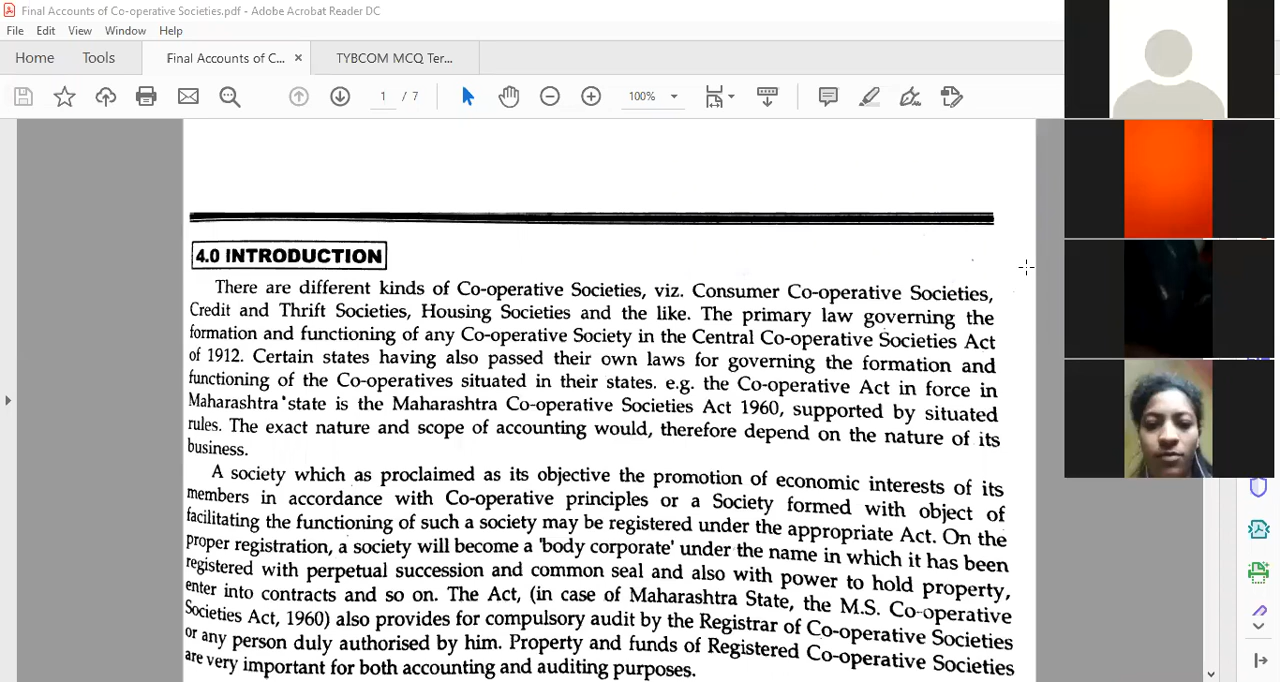 Final Accounts of Co-operative Societies.pdf - Adobe Acrobat Reader DC
File Edit View Window Help
Home Tools Final Accounts of C... × TYBCOM MCQ Ter...
1 / 7 100%
4.0 INTRODUCTION
There are different kinds of Co-operative Societies, viz. Consumer Co-operative Societies,
Credit and Thrift Societies, Housing Societies and the like. The primary law governing the
formation and functioning of any Co-operative Society in the Central Co-operative Societies Act
of 1912. Certain states having also passed their own laws for governing the formation and
functioning of the Co-operatives situated in their states. e.g. the Co-operative Act in force in
Maharashtra state is the Maharashtra Co-operative Societies Act 1960, supported by situated
rules. The exact nature and scope of accounting would, therefore depend on the nature of its
business.
A society which as proclaimed as its objective the promotion of economic interests of its
members in accordance with Co-operative principles or a Society formed with object of
facilitating the functioning of such a society may be registered under the appropriate Act. On the
proper registration, a society will become a 'body corporate' under the name in which it has been
registered with perpetual succession and common seal and also with power to hold property,
enter into contracts and so on. The Act, (in case of Maharashtra State, the M.S. Co-operative
Societies Act, 1960) also provides for compulsory audit by the Registrar of Co-operative Societies
or any person duly authorised by him. Property and funds of Registered Co-operative Societies
are very important for both accounting and auditing purposes.